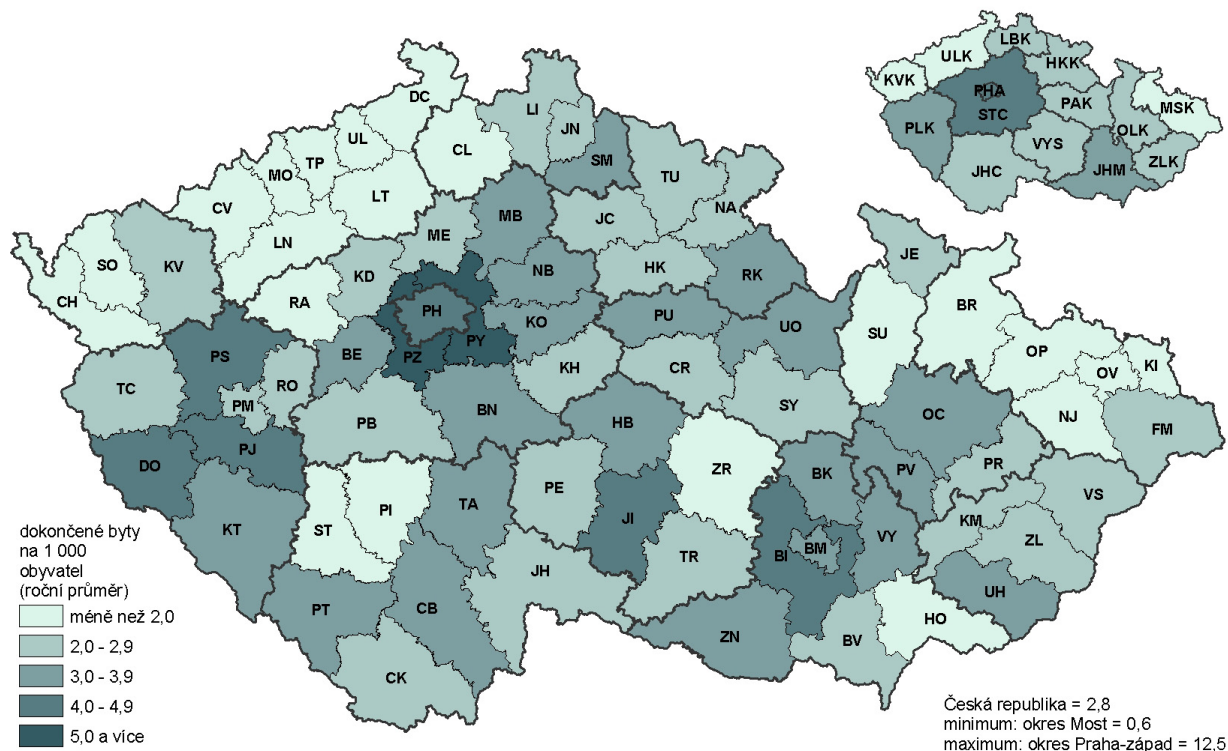 DC
LI
JN
SM
UL
TP
MO
CL
CV
LT
TU
NA
LN
MB
JC
ME
SO
KV
KD
NB
HK
RK
JE
CH
RA
PH
KO
PU
UO
SU
BR
PS
BE
PZ
PY
OP
KI
OV
TC
RO
KH
CR
PM
PB
BN
SY
OC
NJ
FM
HB
DO
PJ
ZR
PR
BK
PV
VS
KT
ST
PI
TA
PE
JI
KM
ZL
BI
BM
VY
TR
JH
UH
PT
CB
HO
ZN
BV
CK
LBK
ULK
HKK
KVK
PHA
PAK
MSK
STC
PLK
OLK
VYS
ZLK
JHC
JHM
dokončené byty
na 1 000
obyvatel
(roční průměr)
méně než 2,0
2,0 - 2,9
3,0 - 3,9
4,0 - 4,9
5,0 a více
Česká republika = 2,8
minimum: okres Most = 0,6
maximum: okres Praha-západ = 12,5